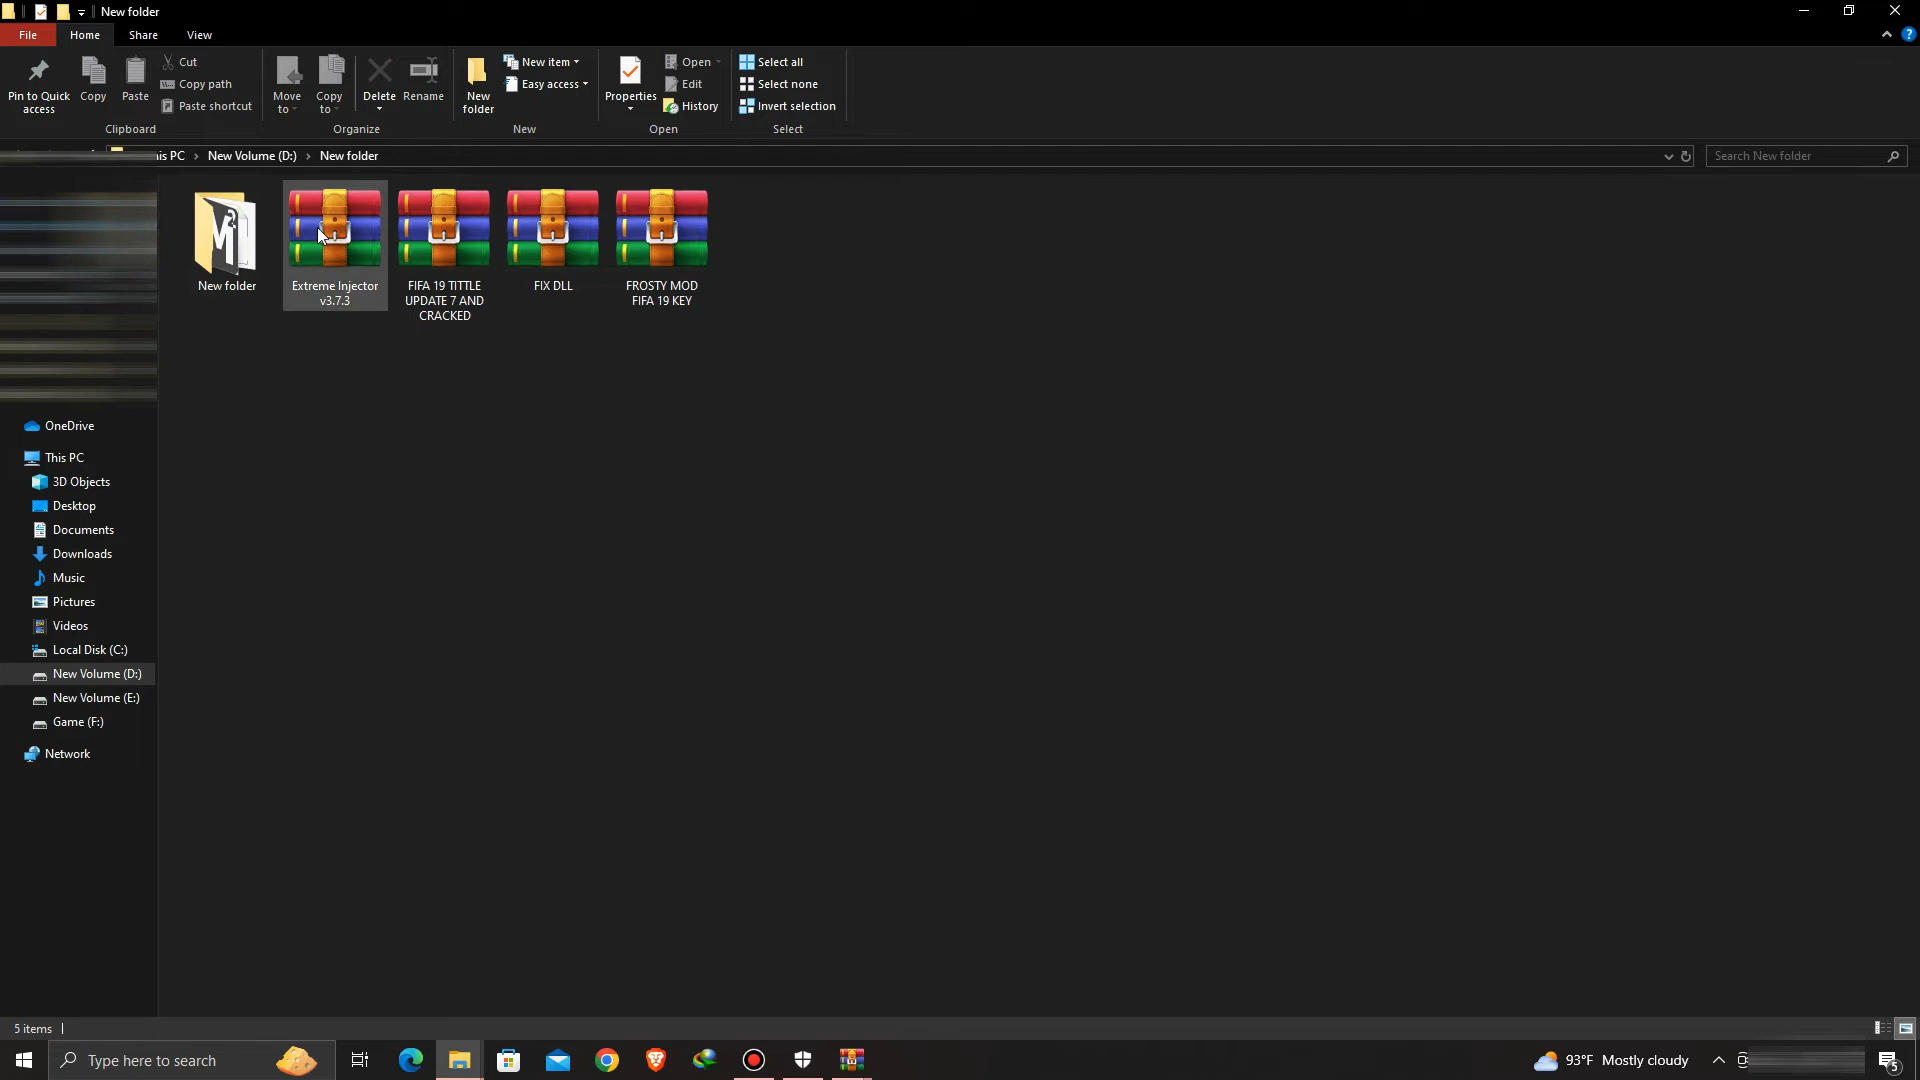 New folder
File
Home
Share
View
Pin to Quick
access
Copy
Paste
Cut
Copy path
Paste shortcut
Clipboard
Move
to
Copy
to
Delete
Rename
Organize
New
folder
New item
Easy access
New
Properties
Open
Edit
History
Open
Select all
Select none
Invert selection
Select
PC
New Volume (D:)
New folder
Search New folder
New folder
Extreme Injector
v3.7.3
FIFA 19 TITTLE
UPDATE 7 AND
CRACKED
FIX DLL
FROSTY MOD
FIFA 19 KEY
OneDrive
This PC
3D Objects
Desktop
Documents
Downloads
Music
Pictures
Videos
Local Disk (C:)
New Volume (D:)
New Volume (E:)
Game (F:)
Network
5 items
Type here to search
93°F Mostly cloudy
5